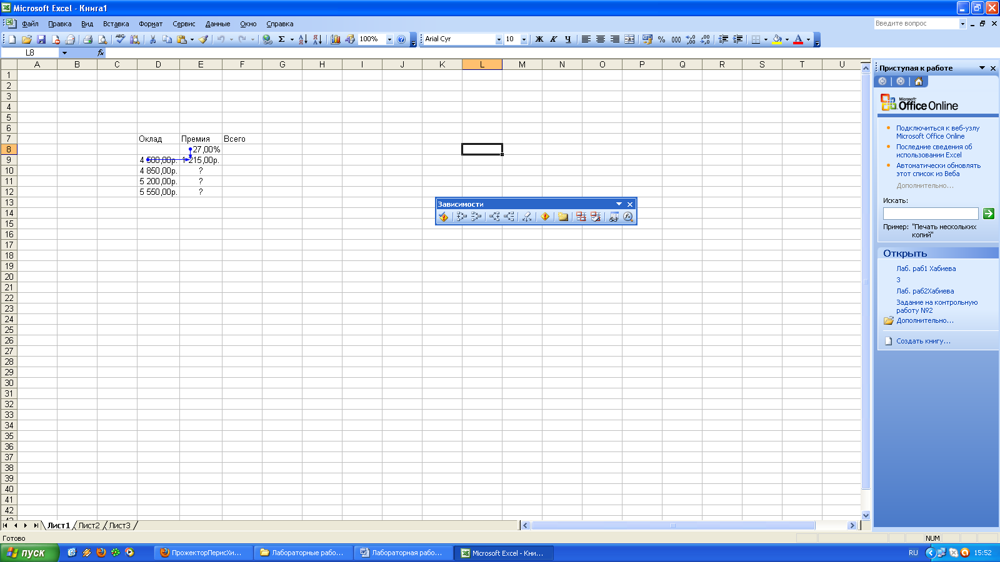 Microsoft Excel - Книга1
Файл Правка Вид Вставка Формат Сервис Данные Окно Справка
Введите вопрос
100% Arial Cyr 10 Ж К Ч % 000
L8 fx
A B C D E F G H I J K L M N O P Q R S T U
1
2
3
4
5
6
7 Оклад Премия Всего
8 27,00%
9 4 500,00р. 1 215,00р.
10 4 850,00р. ?
11 5 200,00р. ?
12 5 550,00р. ?
13
14
15
16
17
18
19
20
21
22
23
24
25
26
27
28
29
30
31
32
33
34
35
36
37
38
39
40
41
42
Зависимости
Приступая к работе
Microsoft
Office Online
Подключиться к веб-узлу
Microsoft Office Online
Последние сведения об
использовании Excel
Автоматически обновлять
этот список из Веба
Дополнительно...
Искать:
Пример: "Печать нескольких
копий"
Открыть
Лаб. раб1 Хабиева
3
Лаб. раб2Хабиева
Задание на контрольную
работу №2
Дополнительно...
Создать книгу...
Лист1 Лист2 Лист3
Готово NUM
пуск ПрожекторПерисХи... Лабораторные рабо... Лабораторная рабо... Microsoft Excel - Кни... RU 15:52